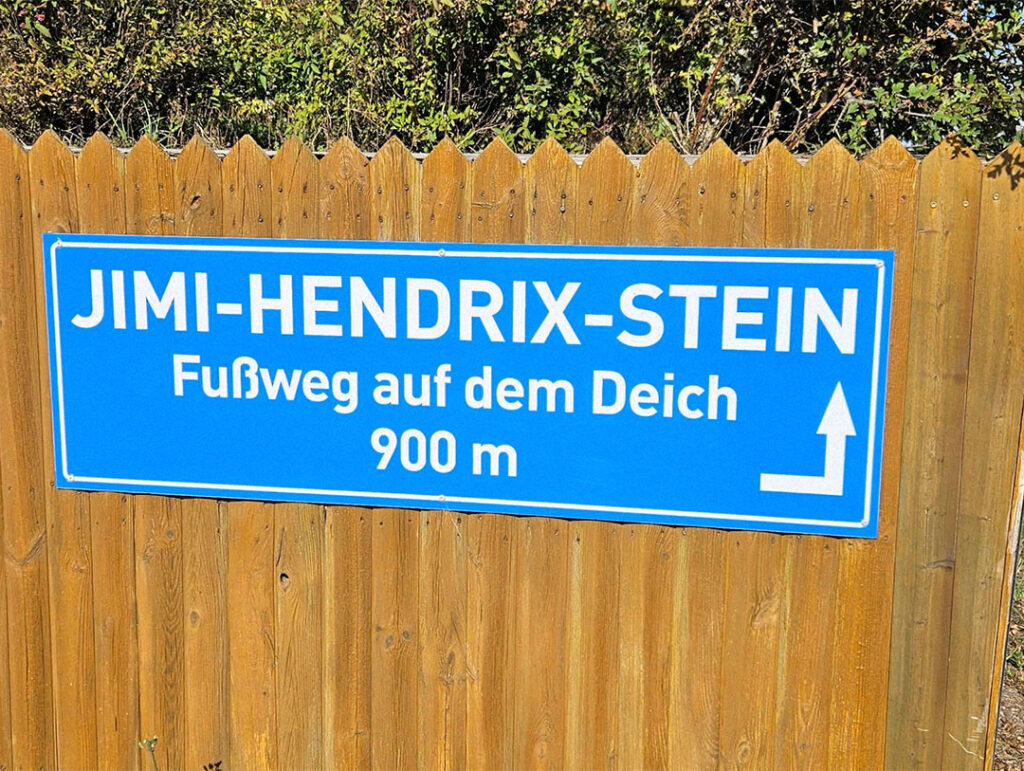 JIMI-HENDRIX-STEIN
Fußweg auf dem Deich
900 m